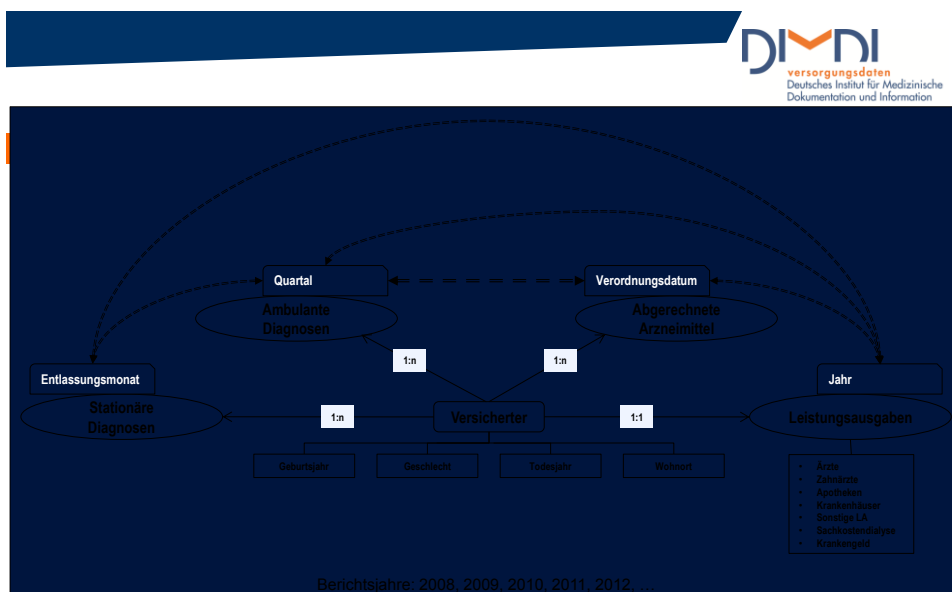 DIMDI
versorgungsdaten
Deutsches Institut für Medizinische
Dokumentation und Information
Quartal
Verordnungsdatum
Ambulante
Diagnosen
Abgerechnete
Arzneimittel
1:n
1:n
Entlassungsmonat
Jahr
Stationäre
Diagnosen
1:n
Versicherter
1:1
Leistungsausgaben
Geburtsjahr
Geschlecht
Todesjahr
Wohnort
• Ärzte
• Zahnärzte
• Apotheken
• Krankenhäuser
• Sonstige LA
• Sachkostendialyse
• Krankengeld
Berichtsjahre: 2008, 2009, 2010, 2011, 2012, ...